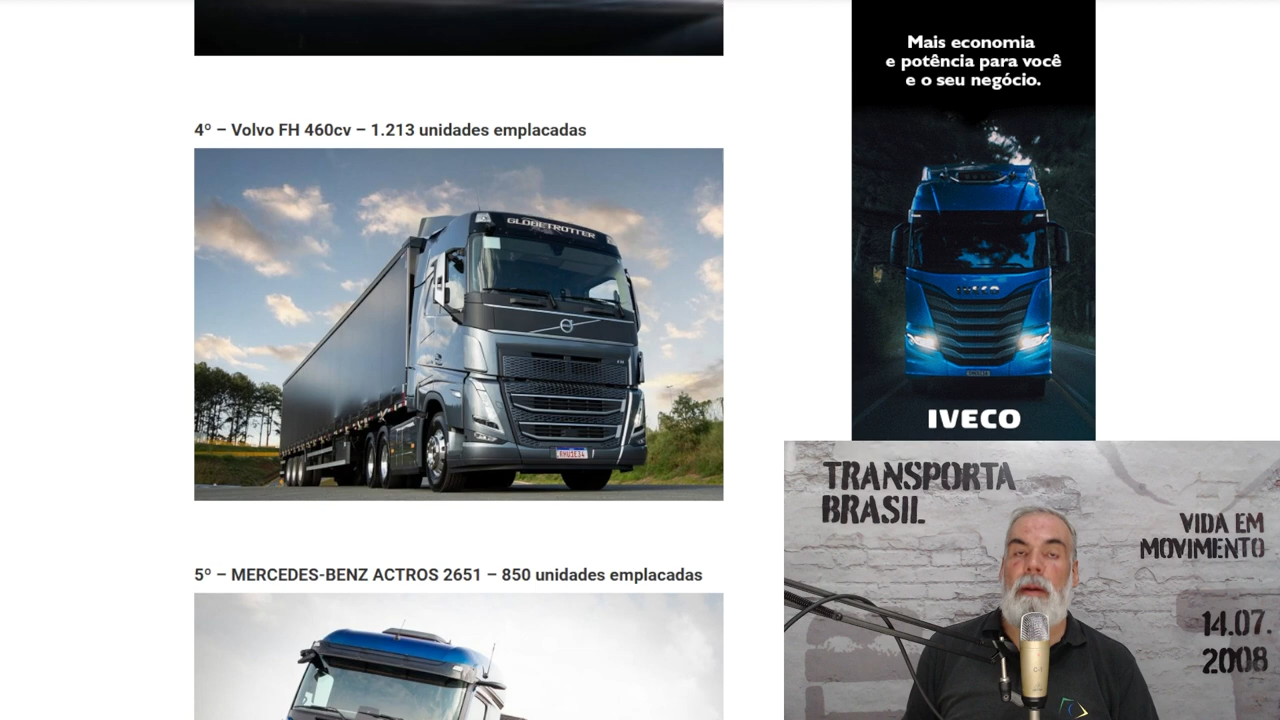 4º – Volvo FH 460cv – 1.213 unidades emplacadas
GLOBETROTTER
5º – MERCEDES-BENZ ACTROS 2651 – 850 unidades emplacadas
Mais economia
e potência para você
e o seu negócio.
IVECO
IVECO
TRANSPORTA
BRASIL
VIDA EM
MOVIMENTO
14.07.
2008